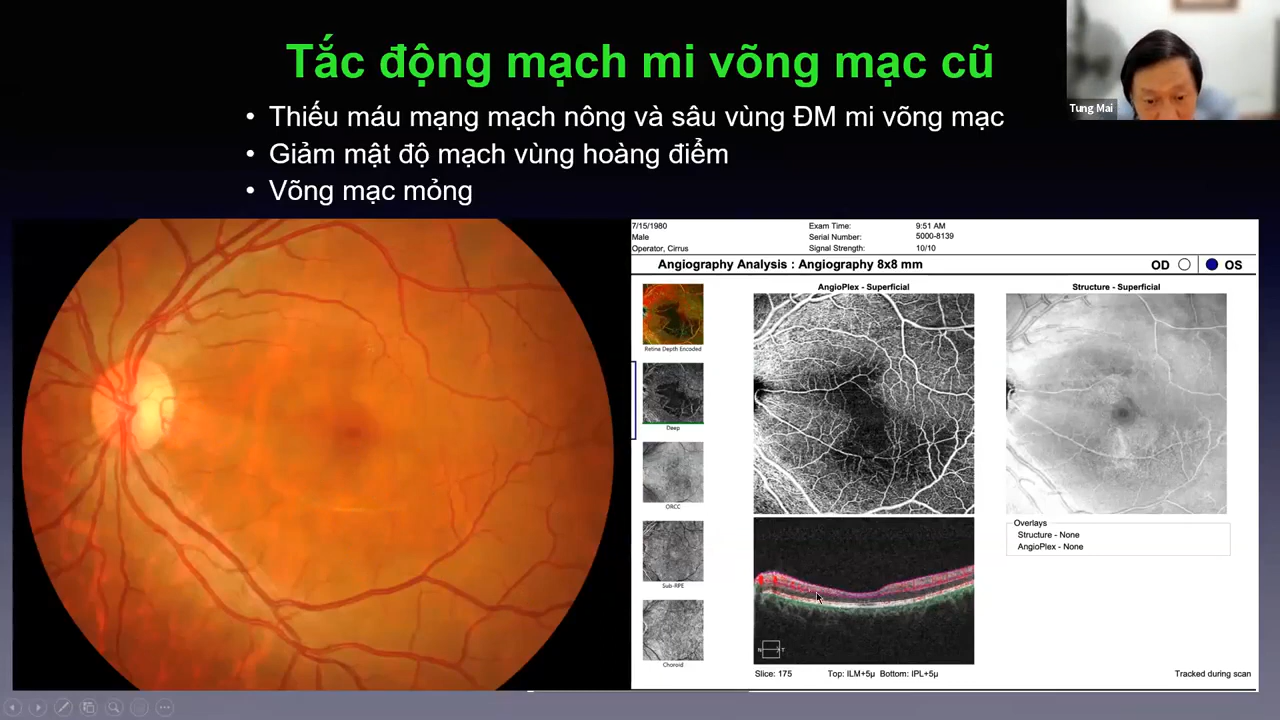 Tắc động mạch mi võng mạc cũ
Tung Mai
• Thiếu máu mạng mạch nông và sâu vùng ĐM mi võng mạc
• Giảm mật độ mạch vùng hoàng điểm
• Võng mạc mỏng
7/15/1980 Exam Time: 9:51 AM
Male Serial Number: 5000-8139
Operator, Cirrus Signal Strength: 10/10
Angiography Analysis : Angiography 8x8 mm OD OS
AngioPlex - Superficial Structure - Superficial
Retina Depth Encoded
Deep
ORCC
Sub-RPE
Choroid
Overlays
Structure - None
AngioPlex - None
N T
Slice: 175 Top: ILM+5µ Bottom: IPL+5µ Tracked during scan